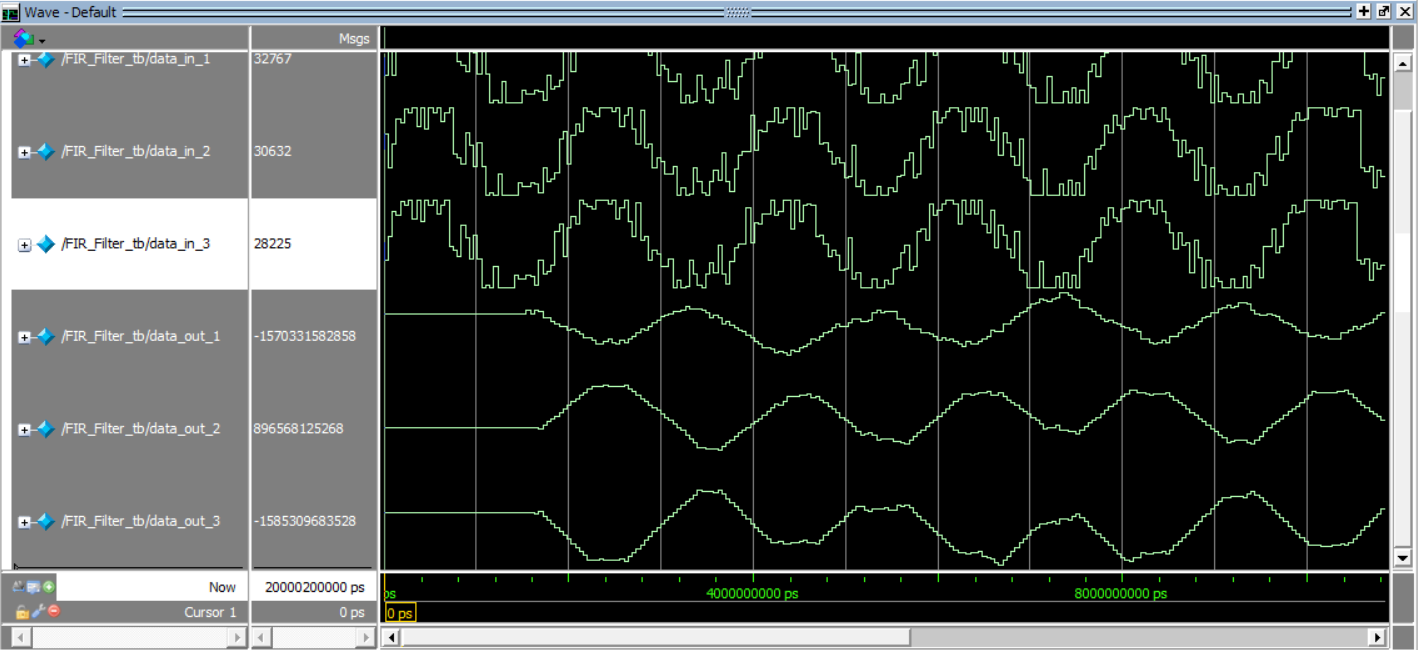 Wave - Default
Msgs
/FIR_Filter_tb/data_in_1 32767
/FIR_Filter_tb/data_in_2 30632
/FIR_Filter_tb/data_in_3 28225
/FIR_Filter_tb/data_out_1 -1570331582858
/FIR_Filter_tb/data_out_2 896568125268
/FIR_Filter_tb/data_out_3 -1585309683528
Now 20000200000 ps ps 4000000000 ps 8000000000 ps
Cursor 1 0 ps 0 ps